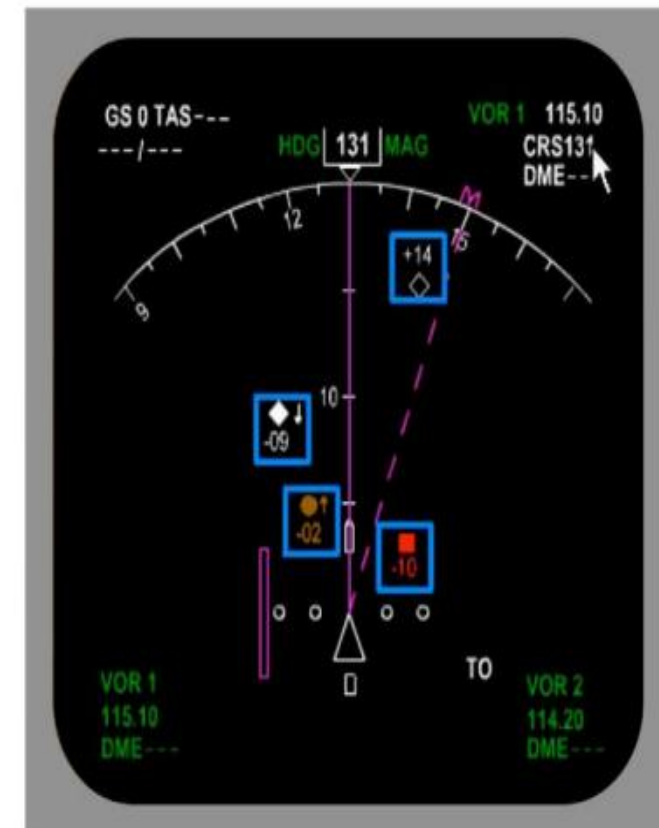 GS 0 TAS---
---/---
HDG 131 MAG
VOR 1 115.10
CRS131
DME--
12
15
9
+14
10
-09
-02
-10
TO
VOR 1
115.10
DME---
VOR 2
114.20
DME---